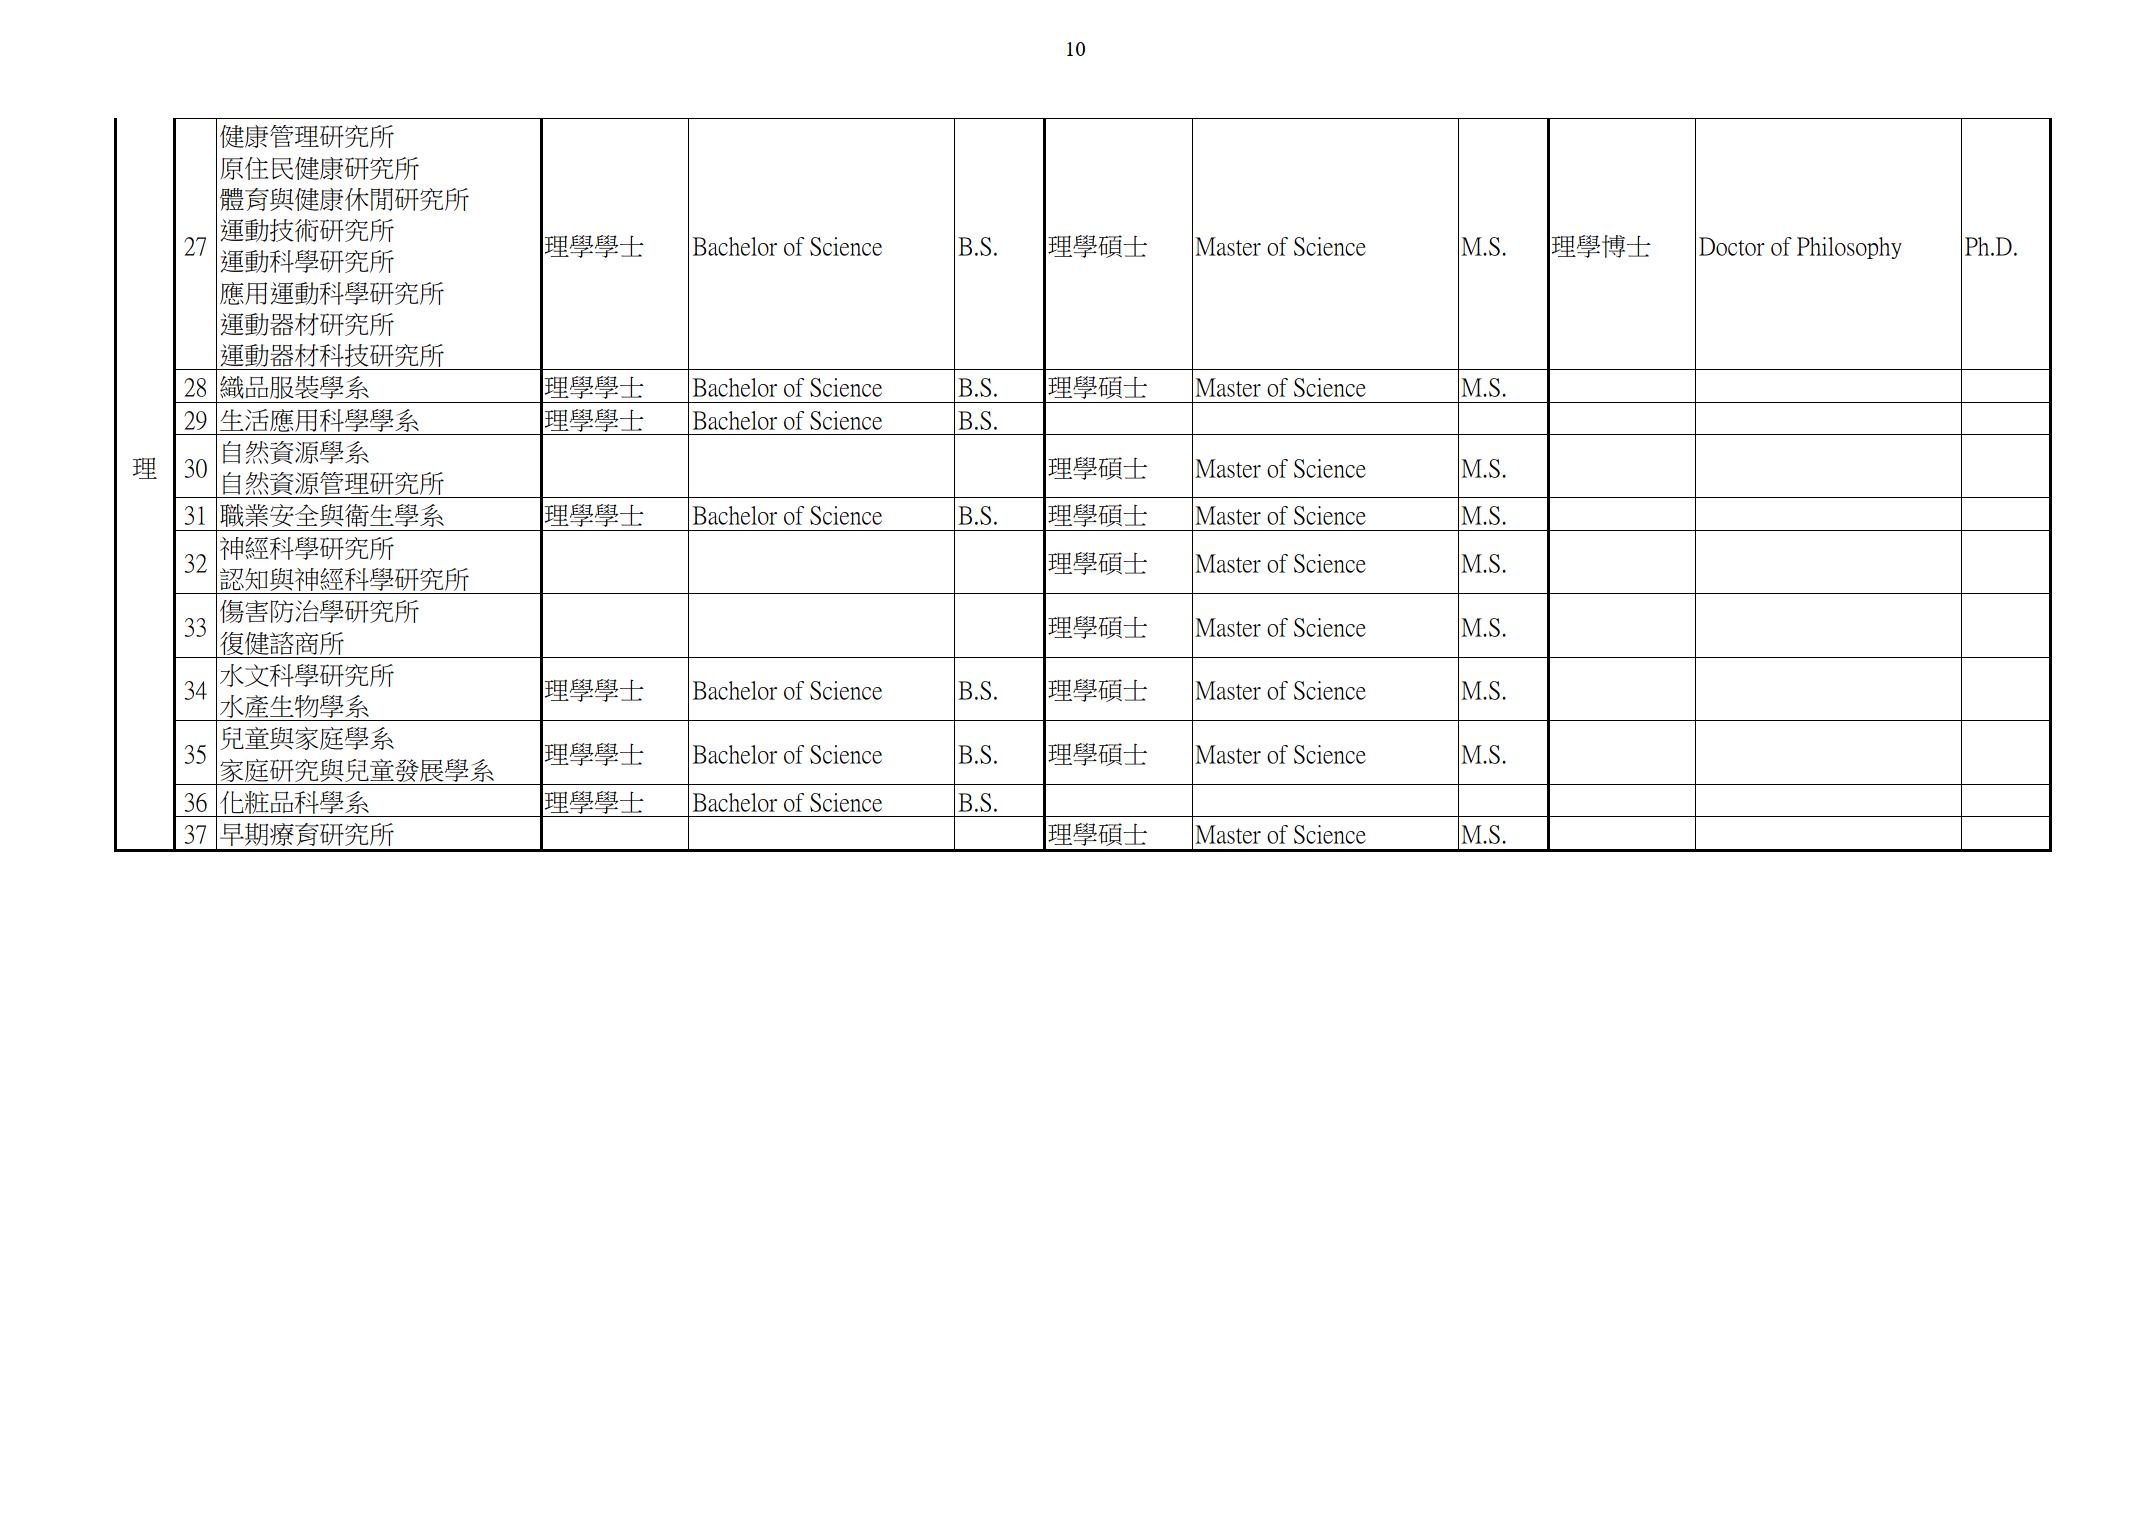 10
理
27
健康管理研究所
原住民健康研究所
體育與健康休閒研究所
運動技術研究所
運動科學研究所
應用運動科學研究所
運動器材研究所
運動器材科技研究所
理學學士 Bachelor of Science B.S. 理學碩士 Master of Science M.S. 理學博士 Doctor of Philosophy Ph.D.
28 織品服裝學系 理學學士 Bachelor of Science B.S. 理學碩士 Master of Science M.S.
29 生活應用科學學系 理學學士 Bachelor of Science B.S.
30
自然資源學系
自然資源管理研究所
理學碩士 Master of Science M.S.
31 職業安全與衛生學系 理學學士 Bachelor of Science B.S. 理學碩士 Master of Science M.S.
32
神經科學研究所
認知與神經科學研究所
理學碩士 Master of Science M.S.
33
傷害防治學研究所
復健諮商所
理學碩士 Master of Science M.S.
34
水文科學研究所
水產生物學系
理學學士 Bachelor of Science B.S. 理學碩士 Master of Science M.S.
35
兒童與家庭學系
家庭研究與兒童發展學系
理學學士 Bachelor of Science B.S. 理學碩士 Master of Science M.S.
36 化粧品科學系 理學學士 Bachelor of Science B.S.
37 早期療育研究所 理學碩士 Master of Science M.S.